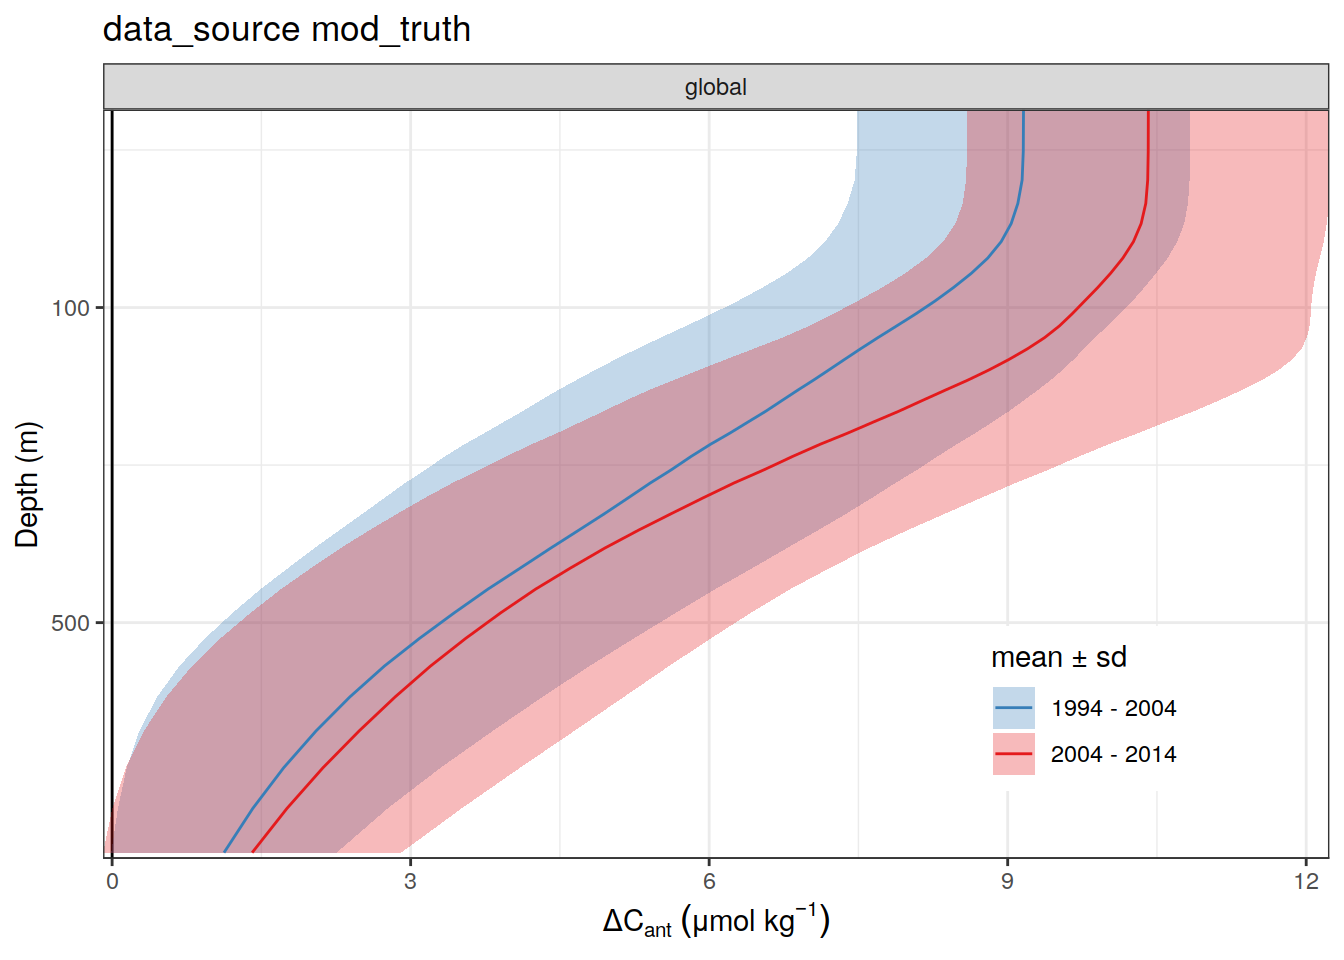 data_source mod_truth
global
100
500
Depth (m)
mean ± sd
1994 - 2004
2004 - 2014
0 3 6 9 12
ΔCant (μmol kg⁻¹)